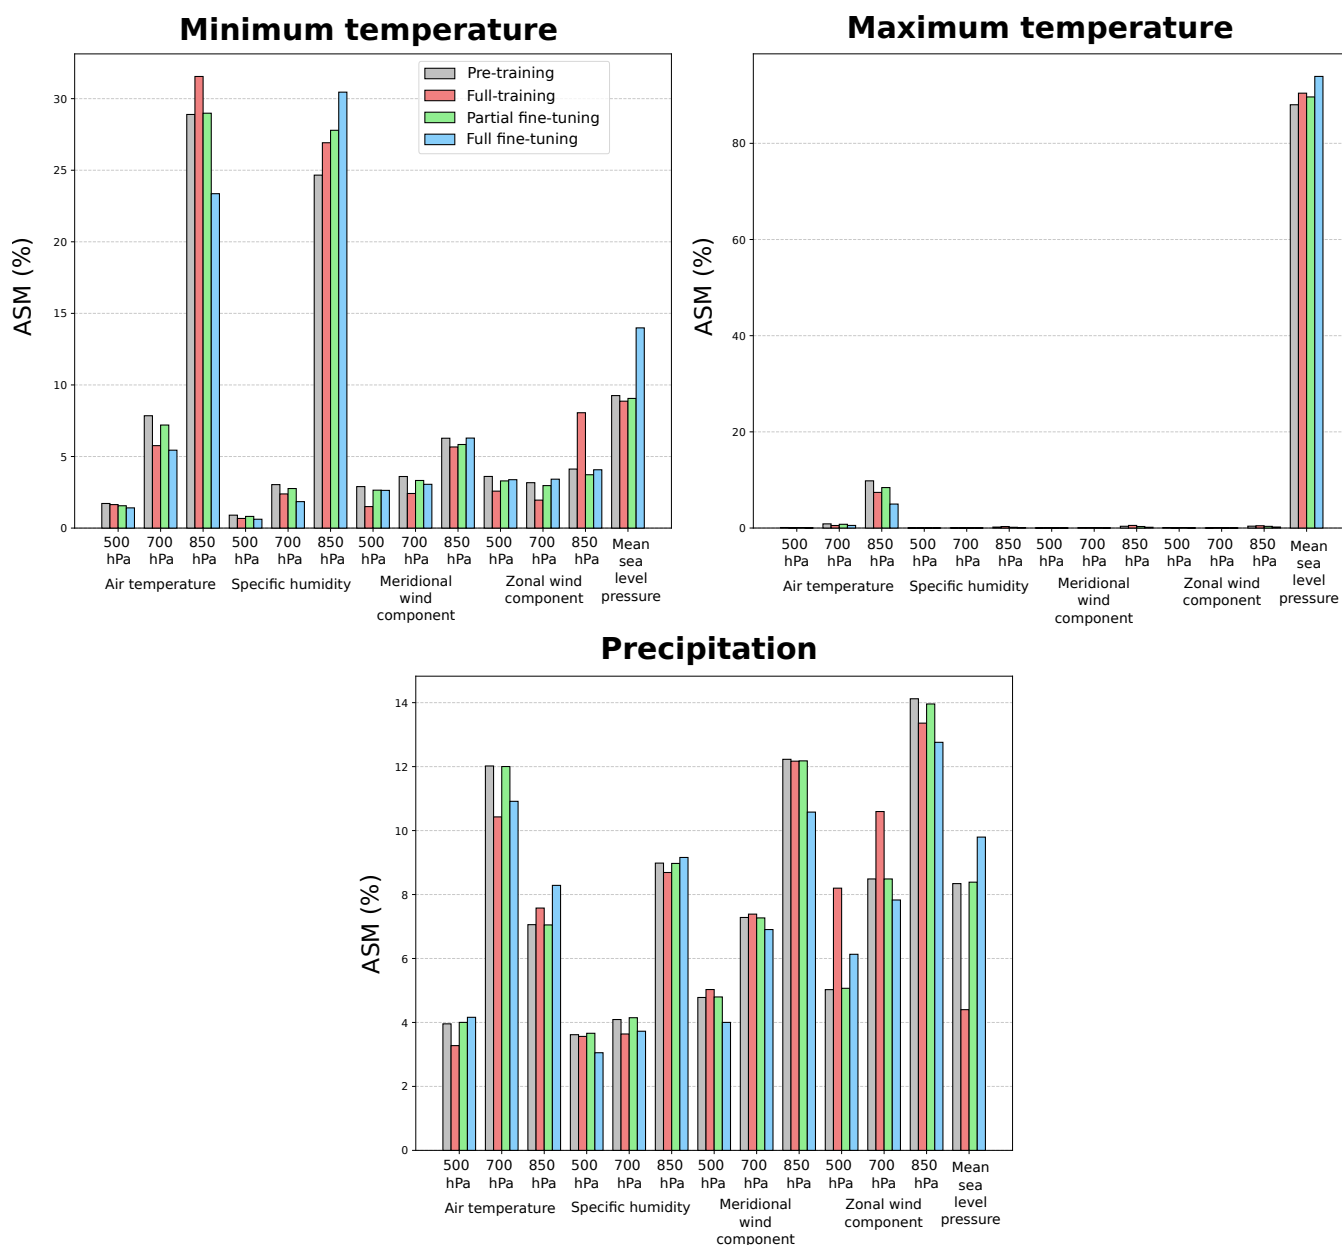 Minimum temperature
ASM (%)
30
25
20
15
10
5
0
Pre-training
Full-training
Partial fine-tuning
Full fine-tuning
500 700 850 500 700 850 500 700 850 500 700 850 Mean
hPa hPa hPa hPa hPa hPa hPa hPa hPa hPa hPa hPa sea
level
pressure
Air temperature Specific humidity Meridional Zonal wind
wind component
component
Maximum temperature
ASM (%)
80
60
40
20
0
500 700 850 500 700 850 500 700 850 500 700 850 Mean
hPa hPa hPa hPa hPa hPa hPa hPa hPa hPa hPa hPa sea
level
pressure
Air temperature Specific humidity Meridional Zonal wind
wind component
component
Precipitation
ASM (%)
14
12
10
8
6
4
2
0
500 700 850 500 700 850 500 700 850 500 700 850 Mean
hPa hPa hPa hPa hPa hPa hPa hPa hPa hPa hPa hPa sea
level
pressure
Air temperature Specific humidity Meridional Zonal wind
wind component
component